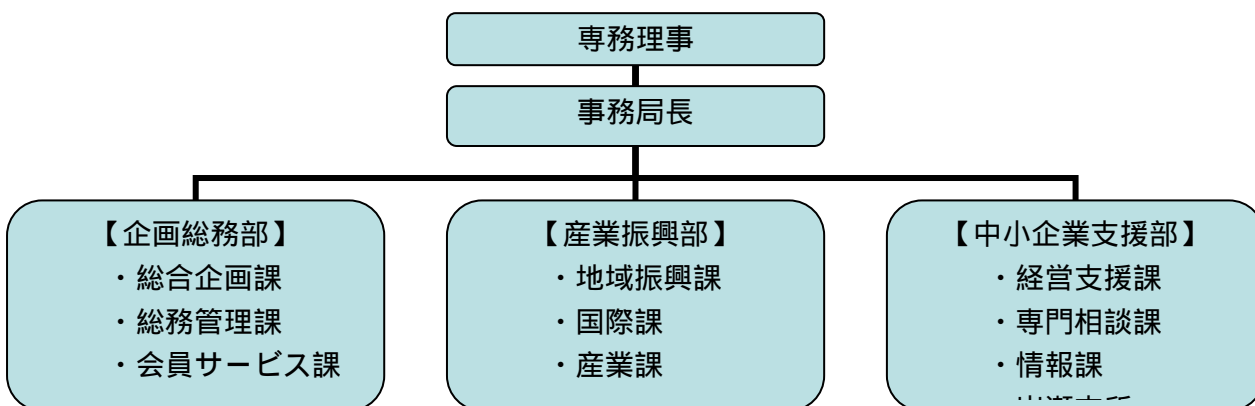 専務理事
事務局長
【企画総務部】
・総合企画課
・総務管理課
・会員サービス課
【産業振興部】
・地域振興課
・国際課
・産業課
【中小企業支援部】
・経営支援課
・専門相談課
・情報課